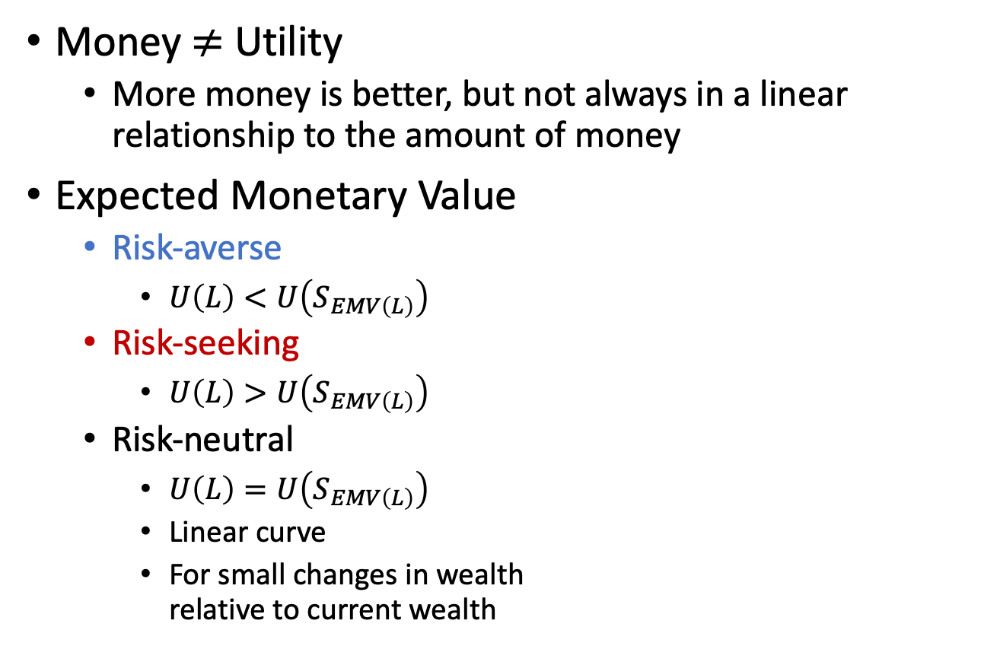 • Money ≠ Utility
• More money is better, but not always in a linear
relationship to the amount of money
• Expected Monetary Value
• Risk-averse
• U(L) < U(S_{EMV(L)})
• Risk-seeking
• U(L) > U(S_{EMV(L)})
• Risk-neutral
• U(L) = U(S_{EMV(L)})
• Linear curve
• For small changes in wealth
relative to current wealth